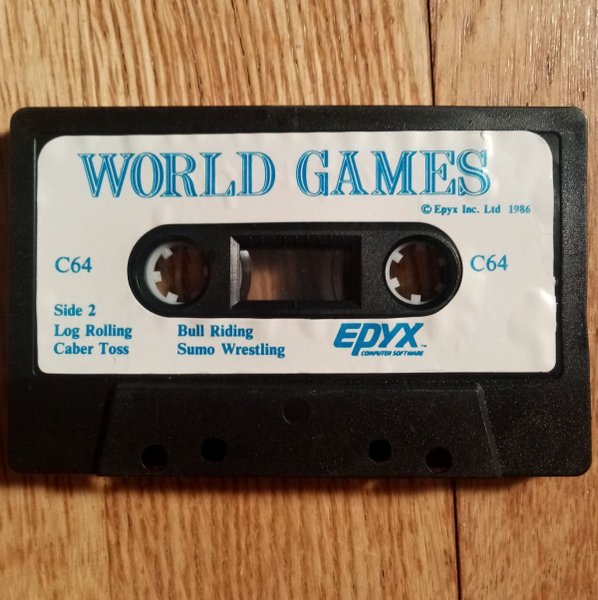 WORLD GAMES
© Epyx Inc. Ltd 1986
C64
C64
Side 2
Log Rolling Bull Riding
Caber Toss Sumo Wrestling
EPYX™
COMPUTER SOFTWARE